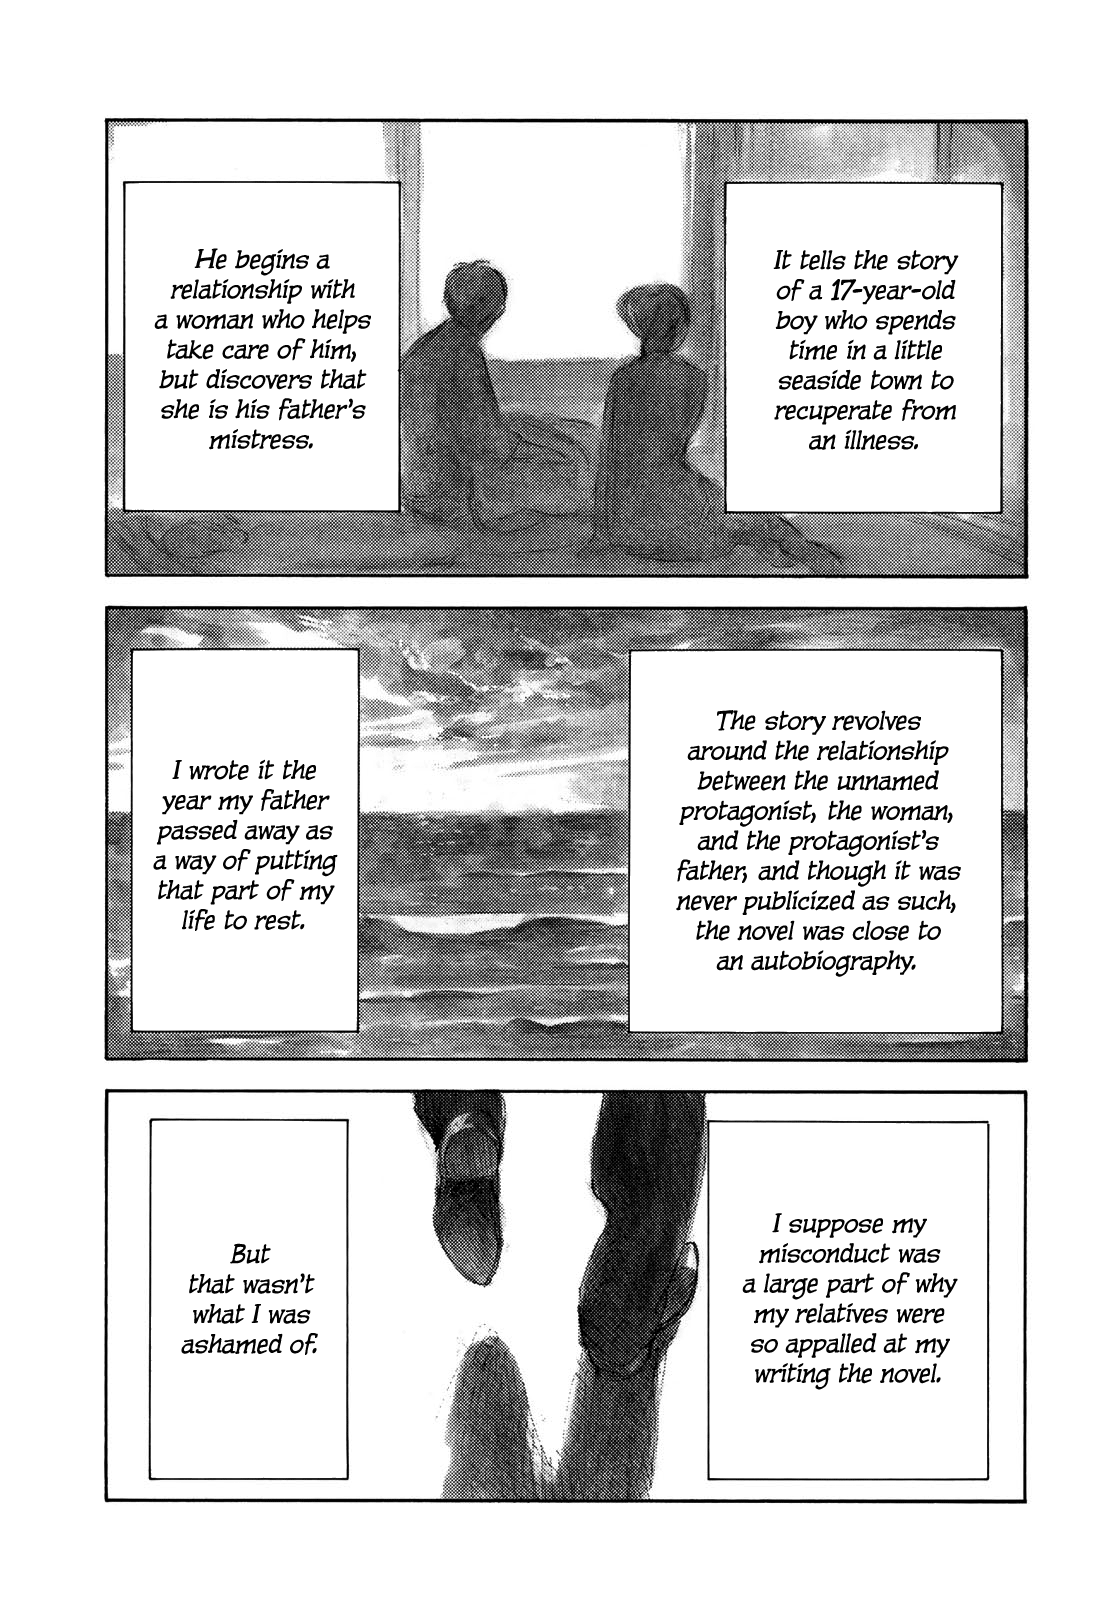 It tells the story
of a 17-year-old
boy who spends
time in a little
seaside town to
recuperate from
an illness.
He begins a
relationship with
a woman who helps
take care of him,
but discovers that
she is his father's
mistress.
The story revolves
around the relationship
between the unnamed
protagonist, the woman,
and the protagonist's
father, and though it was
never publicized as such,
the novel was close to
an autobiography.
I wrote it the
year my father
passed away as
a way of putting
that part of my
life to rest.
I suppose my
misconduct was
a large part of why
my relatives were
so appalled at my
writing the novel.
But
that wasn't
what I was
ashamed of.